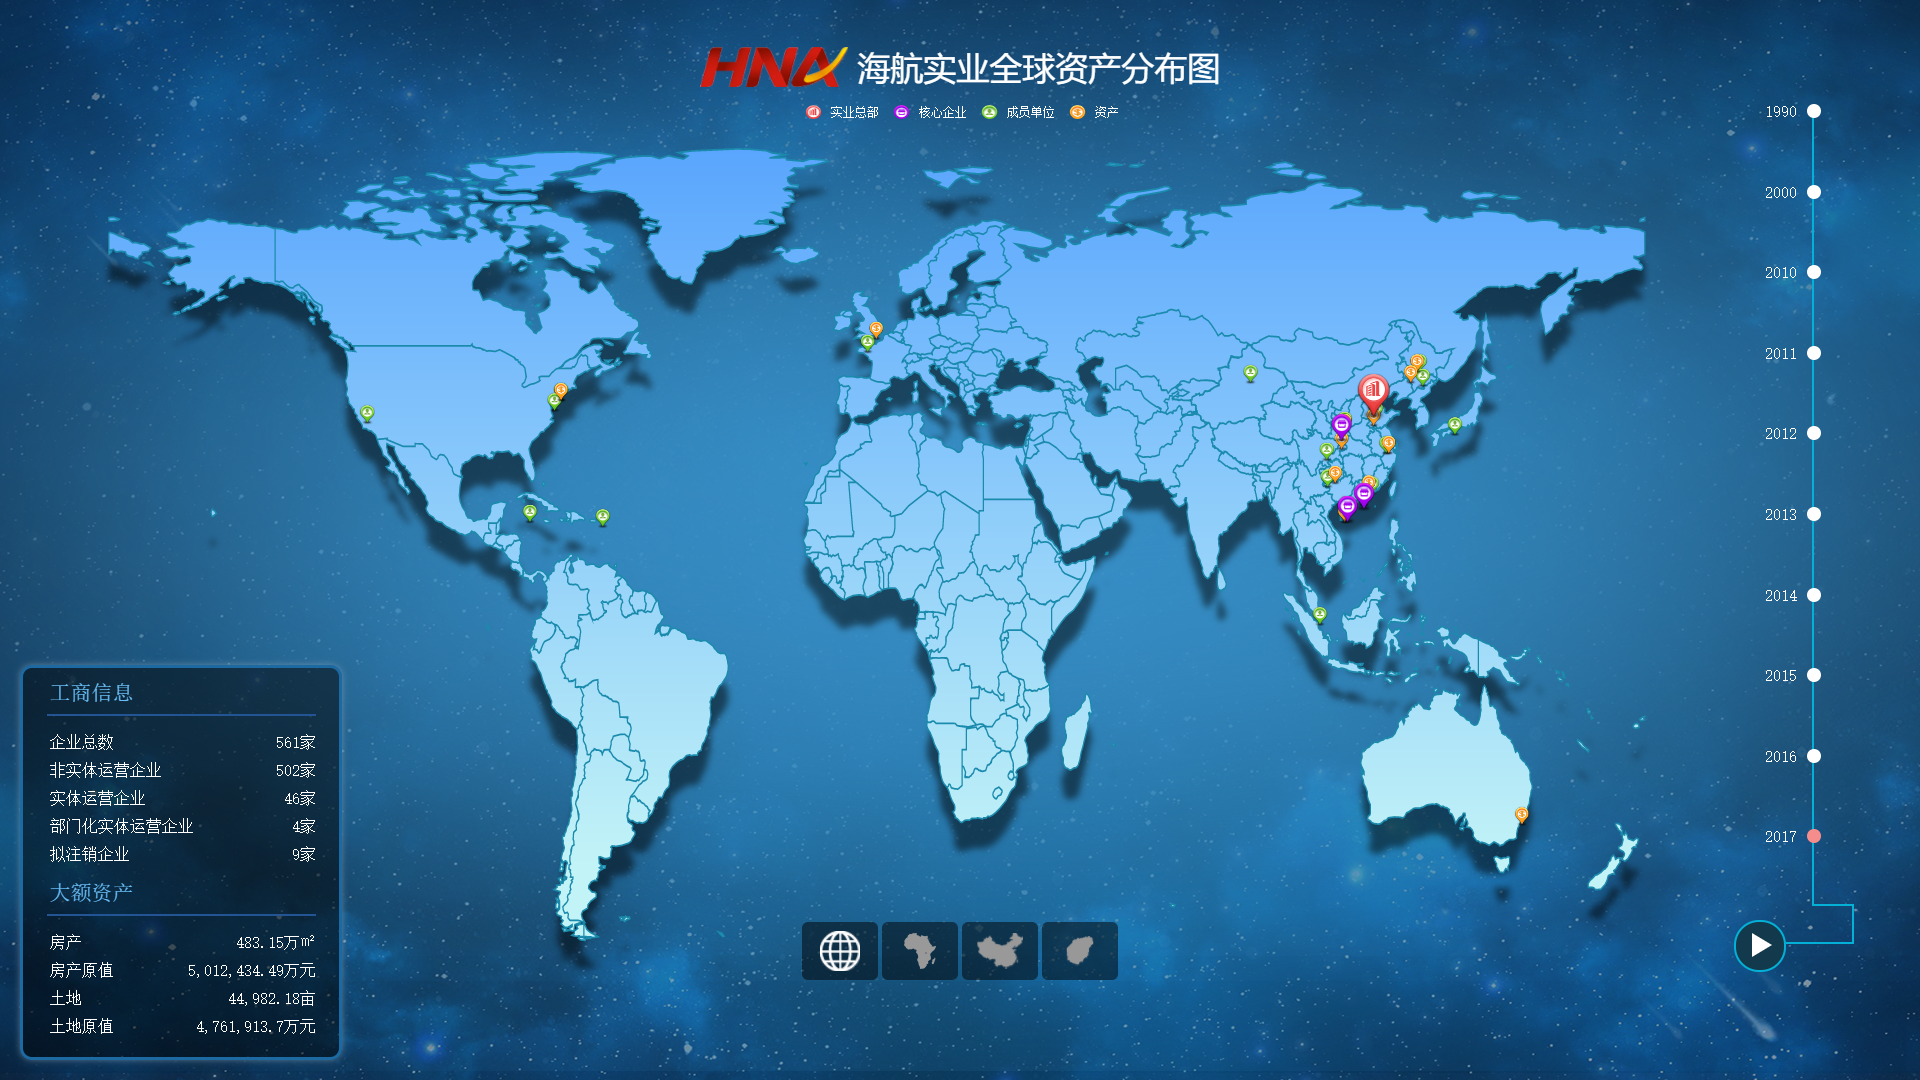 HNA 海航实业全球资产分布图
实业总部 核心企业 成员单位 资产
1990
2000
2010
2011
2012
2013
2014
2015
2016
2017
工商信息
企业总数 561家
非实体运营企业 502家
实体运营企业 46家
部门化实体运营企业 4家
拟注销企业 9家
大额资产
房产 483.15万㎡
房产原值 5,012,434.49万元
土地 44,982.18亩
土地原值 4,761,913.7万元